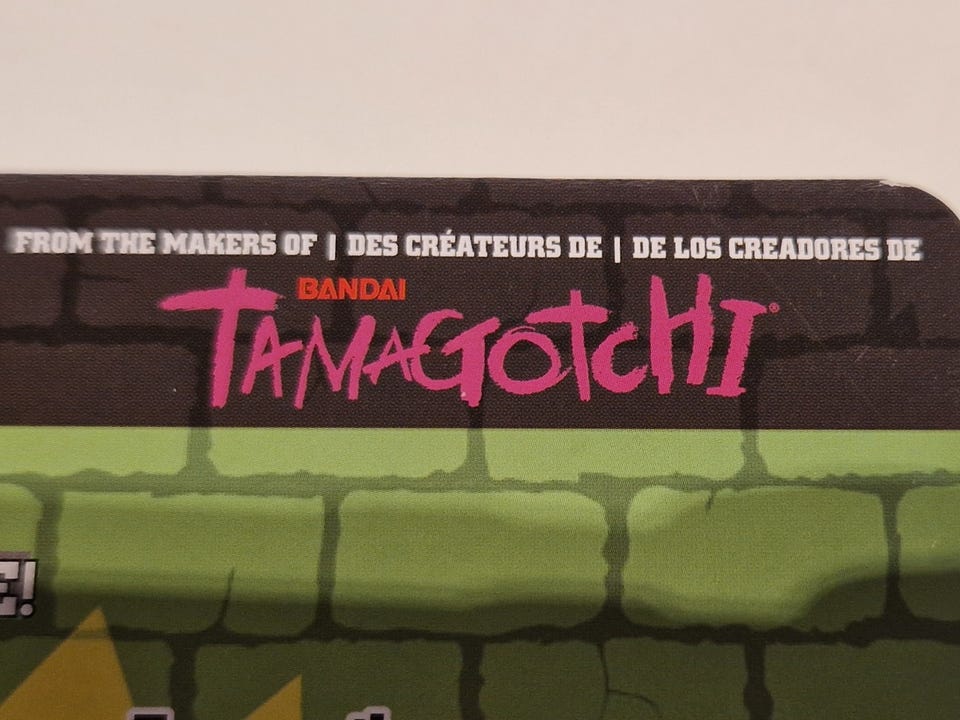 FROM THE MAKERS OF | DES CRÉATEURS DE | DE LOS CREADORES DE
BANDAI
TAMAGOTCHI®
E!